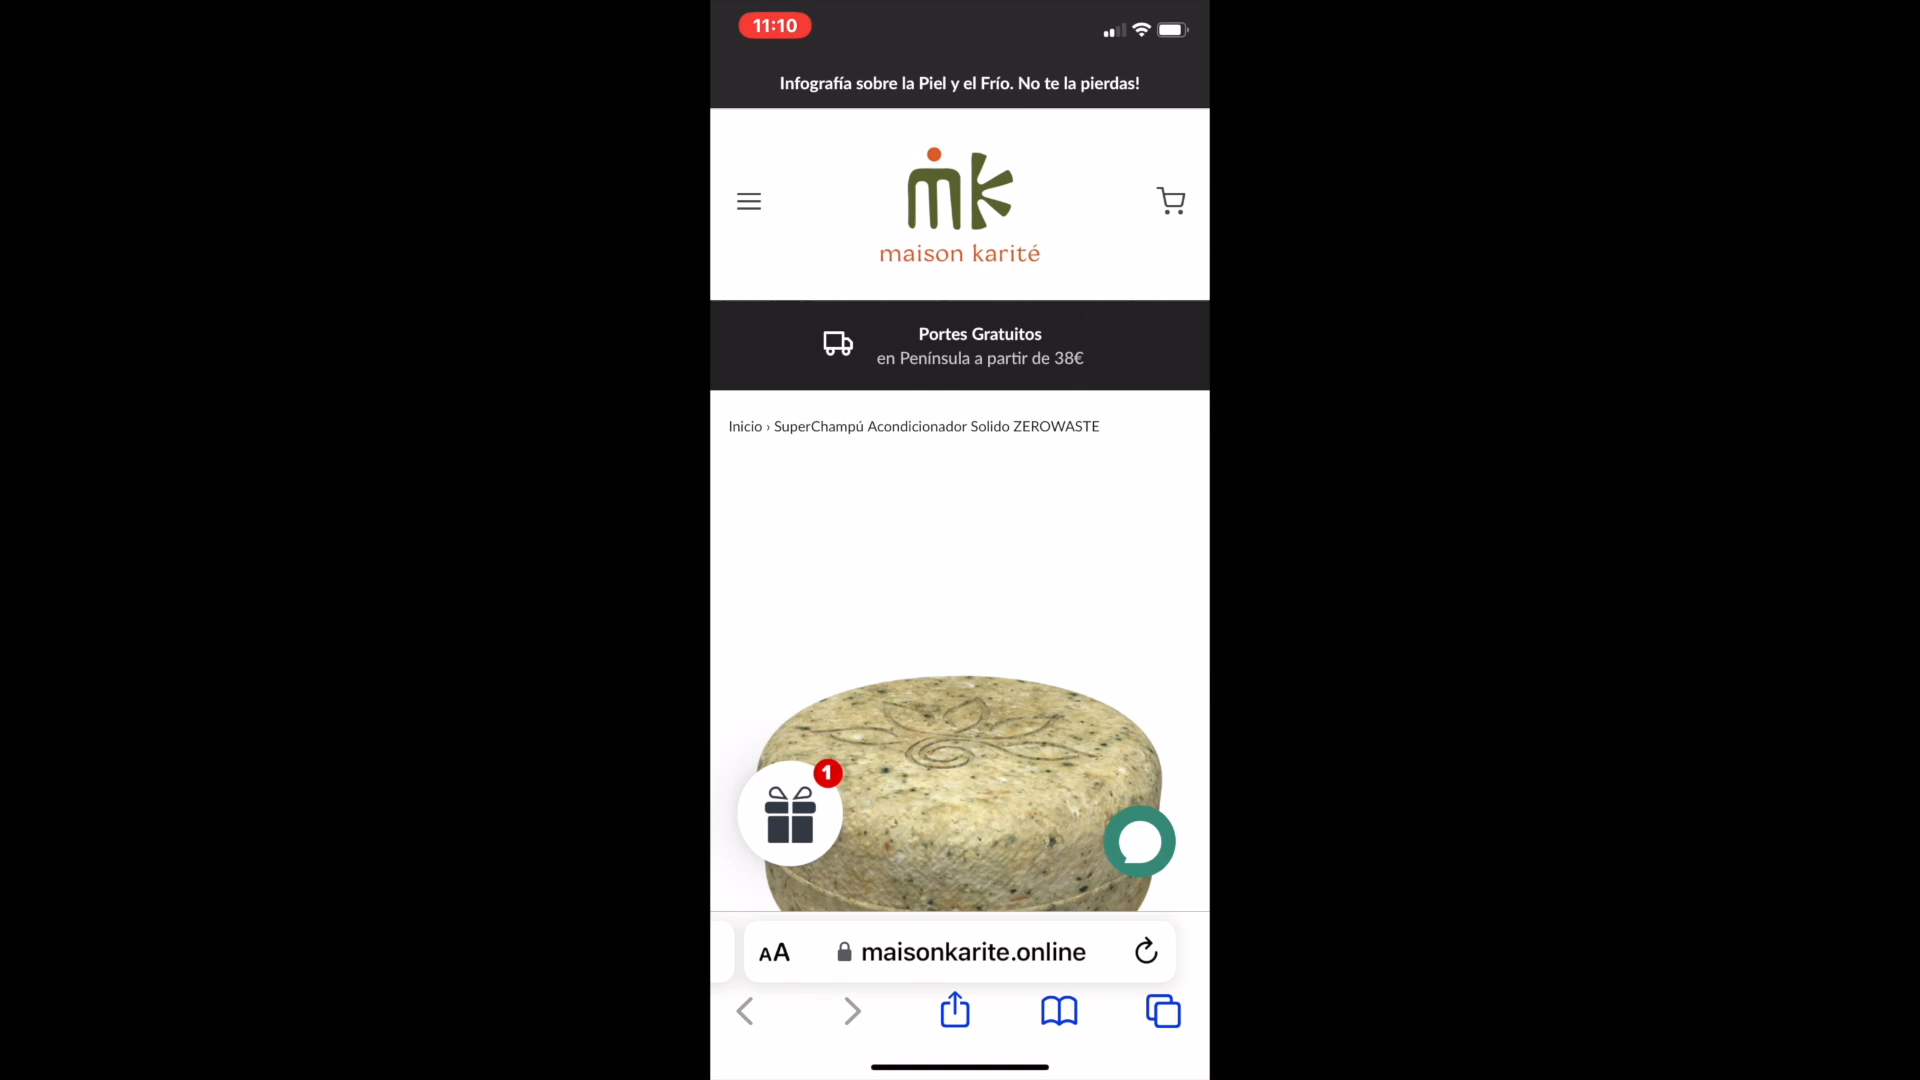 11:10
Infografía sobre la Piel y el Frío. No te la pierdas!
mk
maison karité
Portes Gratuitos
en Península a partir de 38€
Inicio › SuperChampú Acondicionador Solido ZEROWASTE
1
AA
maisonkarite.online